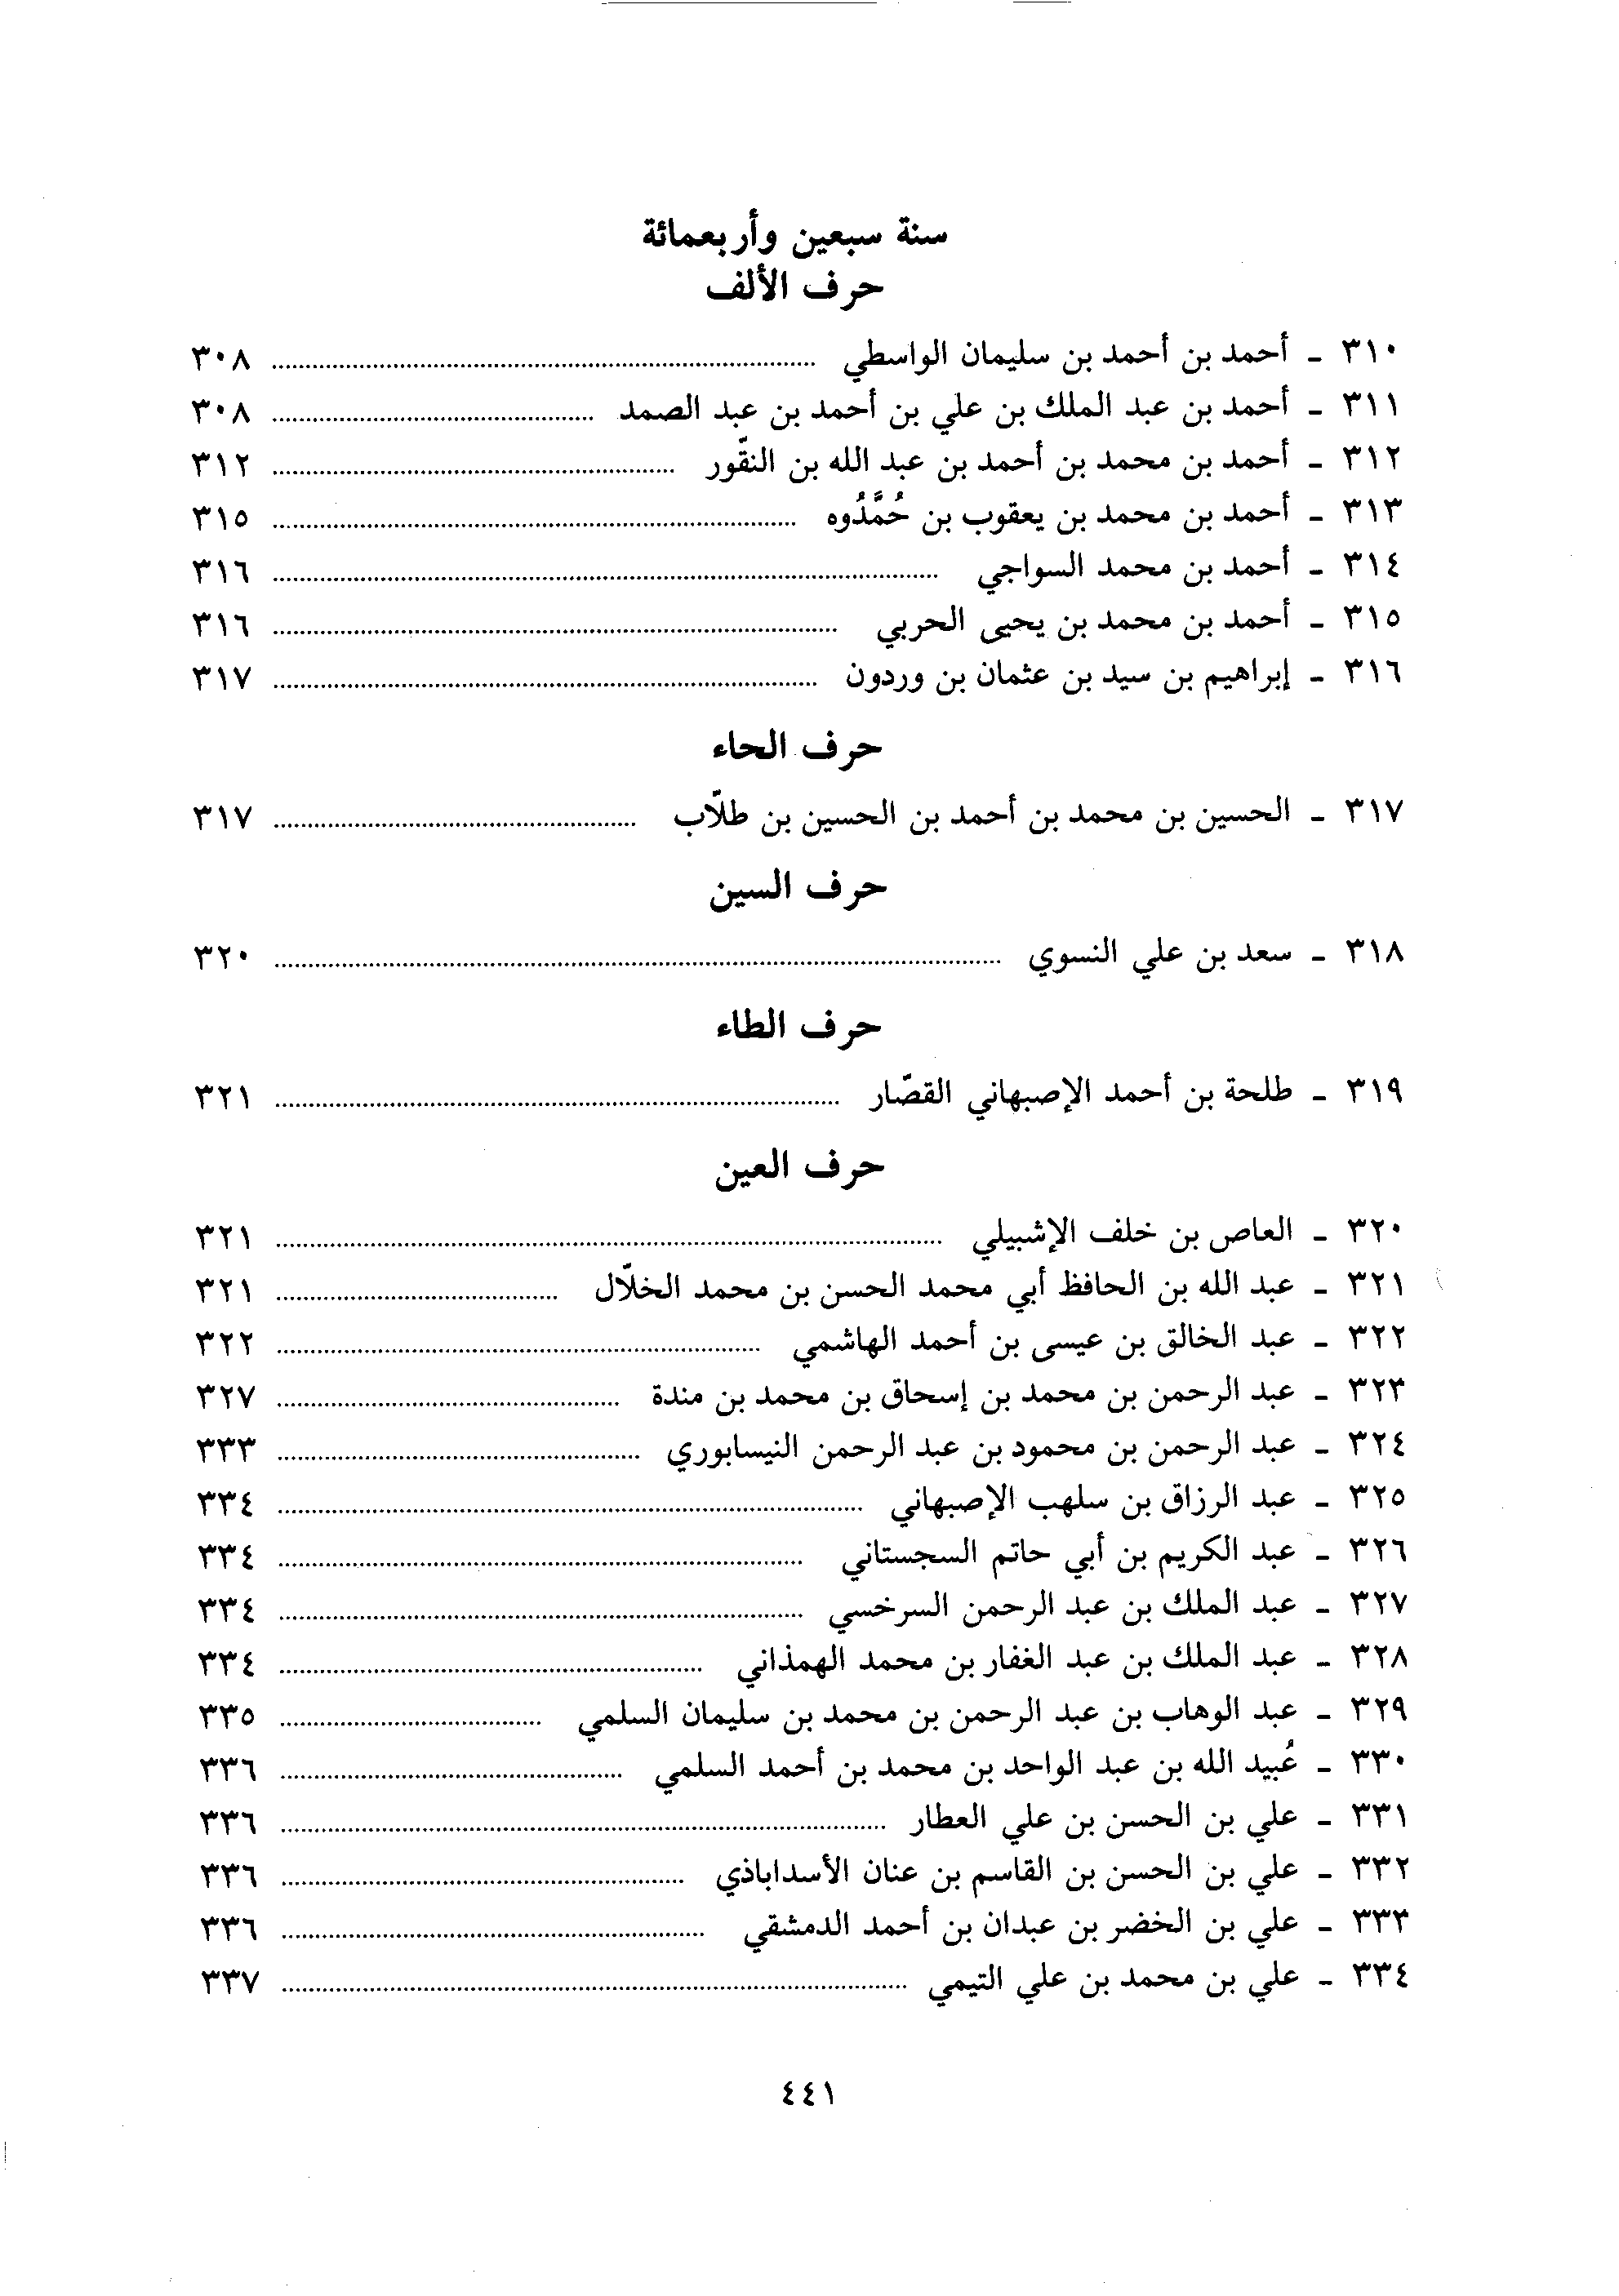 سنة سبعين وأربعمائة
حرف الألف
٣١٠ - أحمد بن أحمد بن سليمان الواسطي ........ ٣٠٨
٣١١ - أحمد بن عبد الملك بن علي بن أحمد بن عبد الصمد ........ ٣٠٨
٣١٢ - أحمد بن محمد بن أحمد بن عبد الله بن النقّور ........ ٣١٢
٣١٣ - أحمد بن محمد بن يعقوب بن حُمَّدُوه ........ ٣١٥
٣١٤ - أحمد بن محمد السواجي ........ ٣١٦
٣١٥ - أحمد بن محمد بن يحيى الحربي ........ ٣١٦
٣١٦ - إبراهيم بن سيد بن عثمان بن وردون ........ ٣١٧
حرف الحاء
٣١٧ - الحسين بن محمد بن أحمد بن الحسين بن طلّاب ........ ٣١٧
حرف السين
٣١٨ - سعد بن علي النسوي ........ ٣٢٠
حرف الطاء
٣١٩ - طلحة بن أحمد الإصبهاني القصّار ........ ٣٢١
حرف العين
٣٢٠ - العاص بن خلف الإشبيلي ........ ٣٢١
٣٢١ - عبد الله بن الحافظ أبي محمد الحسن بن محمد الخلّال ........ ٣٢١
٣٢٢ - عبد الخالق بن عيسى بن أحمد الهاشمي ........ ٣٢٢
٣٢٣ - عبد الرحمن بن محمد بن إسحاق بن محمد بن مندة ........ ٣٢٧
٣٢٤ - عبد الرحمن بن محمود بن عبد الرحمن النيسابوري ........ ٣٣٣
٣٢٥ - عبد الرزاق بن سلهب الإصبهاني ........ ٣٣٤
٣٢٦ - عبد الكريم بن أبي حاتم السجستاني ........ ٣٣٤
٣٢٧ - عبد الملك بن عبد الرحمن السرخسي ........ ٣٣٤
٣٢٨ - عبد الملك بن عبد الغفار بن محمد الهمذاني ........ ٣٣٤
٣٢٩ - عبد الوهاب بن عبد الرحمن بن محمد بن سليمان السلمي ........ ٣٣٥
٣٣٠ - عُبيد الله بن عبد الواحد بن محمد بن أحمد السلمي ........ ٣٣٦
٣٣١ - علي بن الحسن بن علي العطار ........ ٣٣٦
٣٣٢ - علي بن الحسن بن القاسم بن عنان الأسداباذي ........ ٣٣٦
٣٣٣ - علي بن الخضر بن عبدان بن أحمد الدمشقي ........ ٣٣٦
٣٣٤ - علي بن محمد بن علي التيمي ........ ٣٣٧
٤٤١